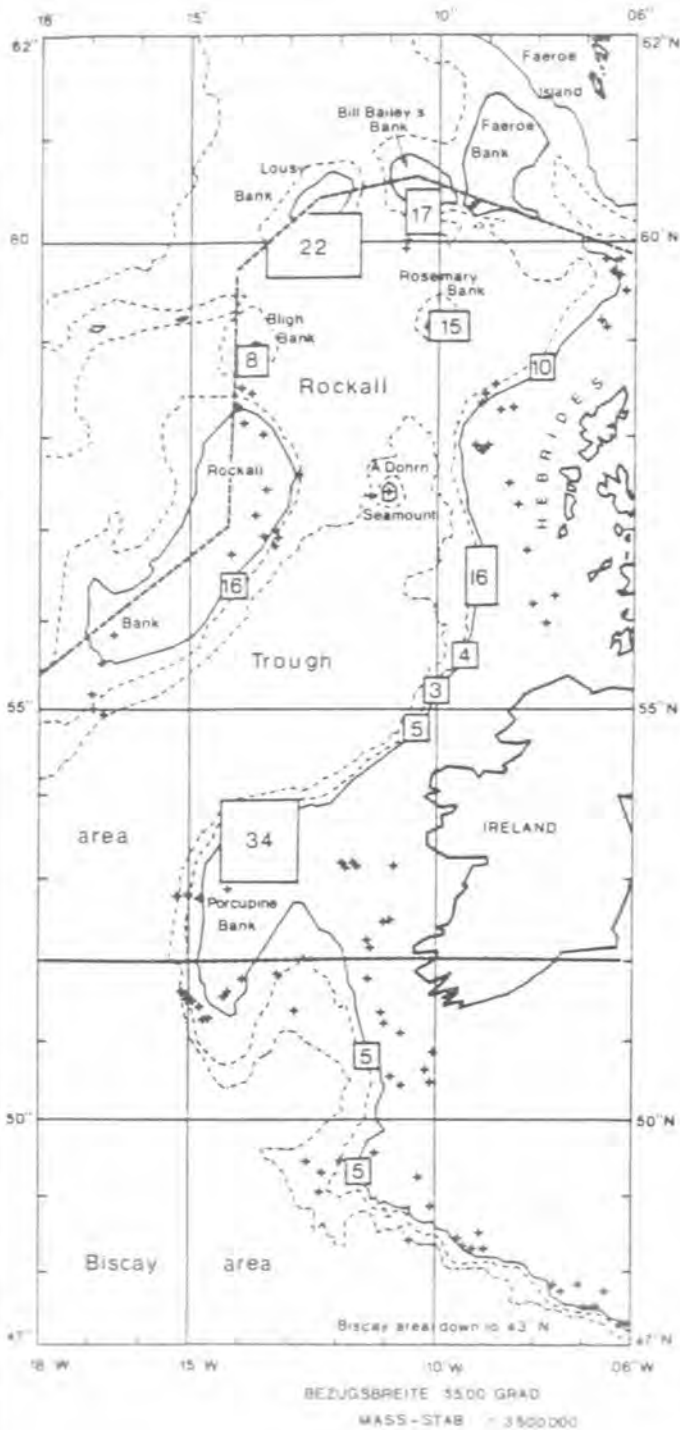 18° 15° 10° 06°
62° 62°N
Faeroe
Island
Bill Bailey's
Bank
Faeroe
Bank
Lousy
Bank
17
60° 60°N
22
Rosemary
Bank
Bligh
Bank
15
8
10
Rockall
HEBRIDES
Rockall
A Dohrn
Seamount
16
16
Bank
4
Trough
3
55° 55°N
5
34
IRELAND
area
Porcupine
Bank
5
50° 50°N
5
Biscay area
Biscay area down to 43° N
47° 47°N
18 W 15 W 10°W 06°W
BEZUGSBREITE 5500 GRAD
MASS-STAB 3500000